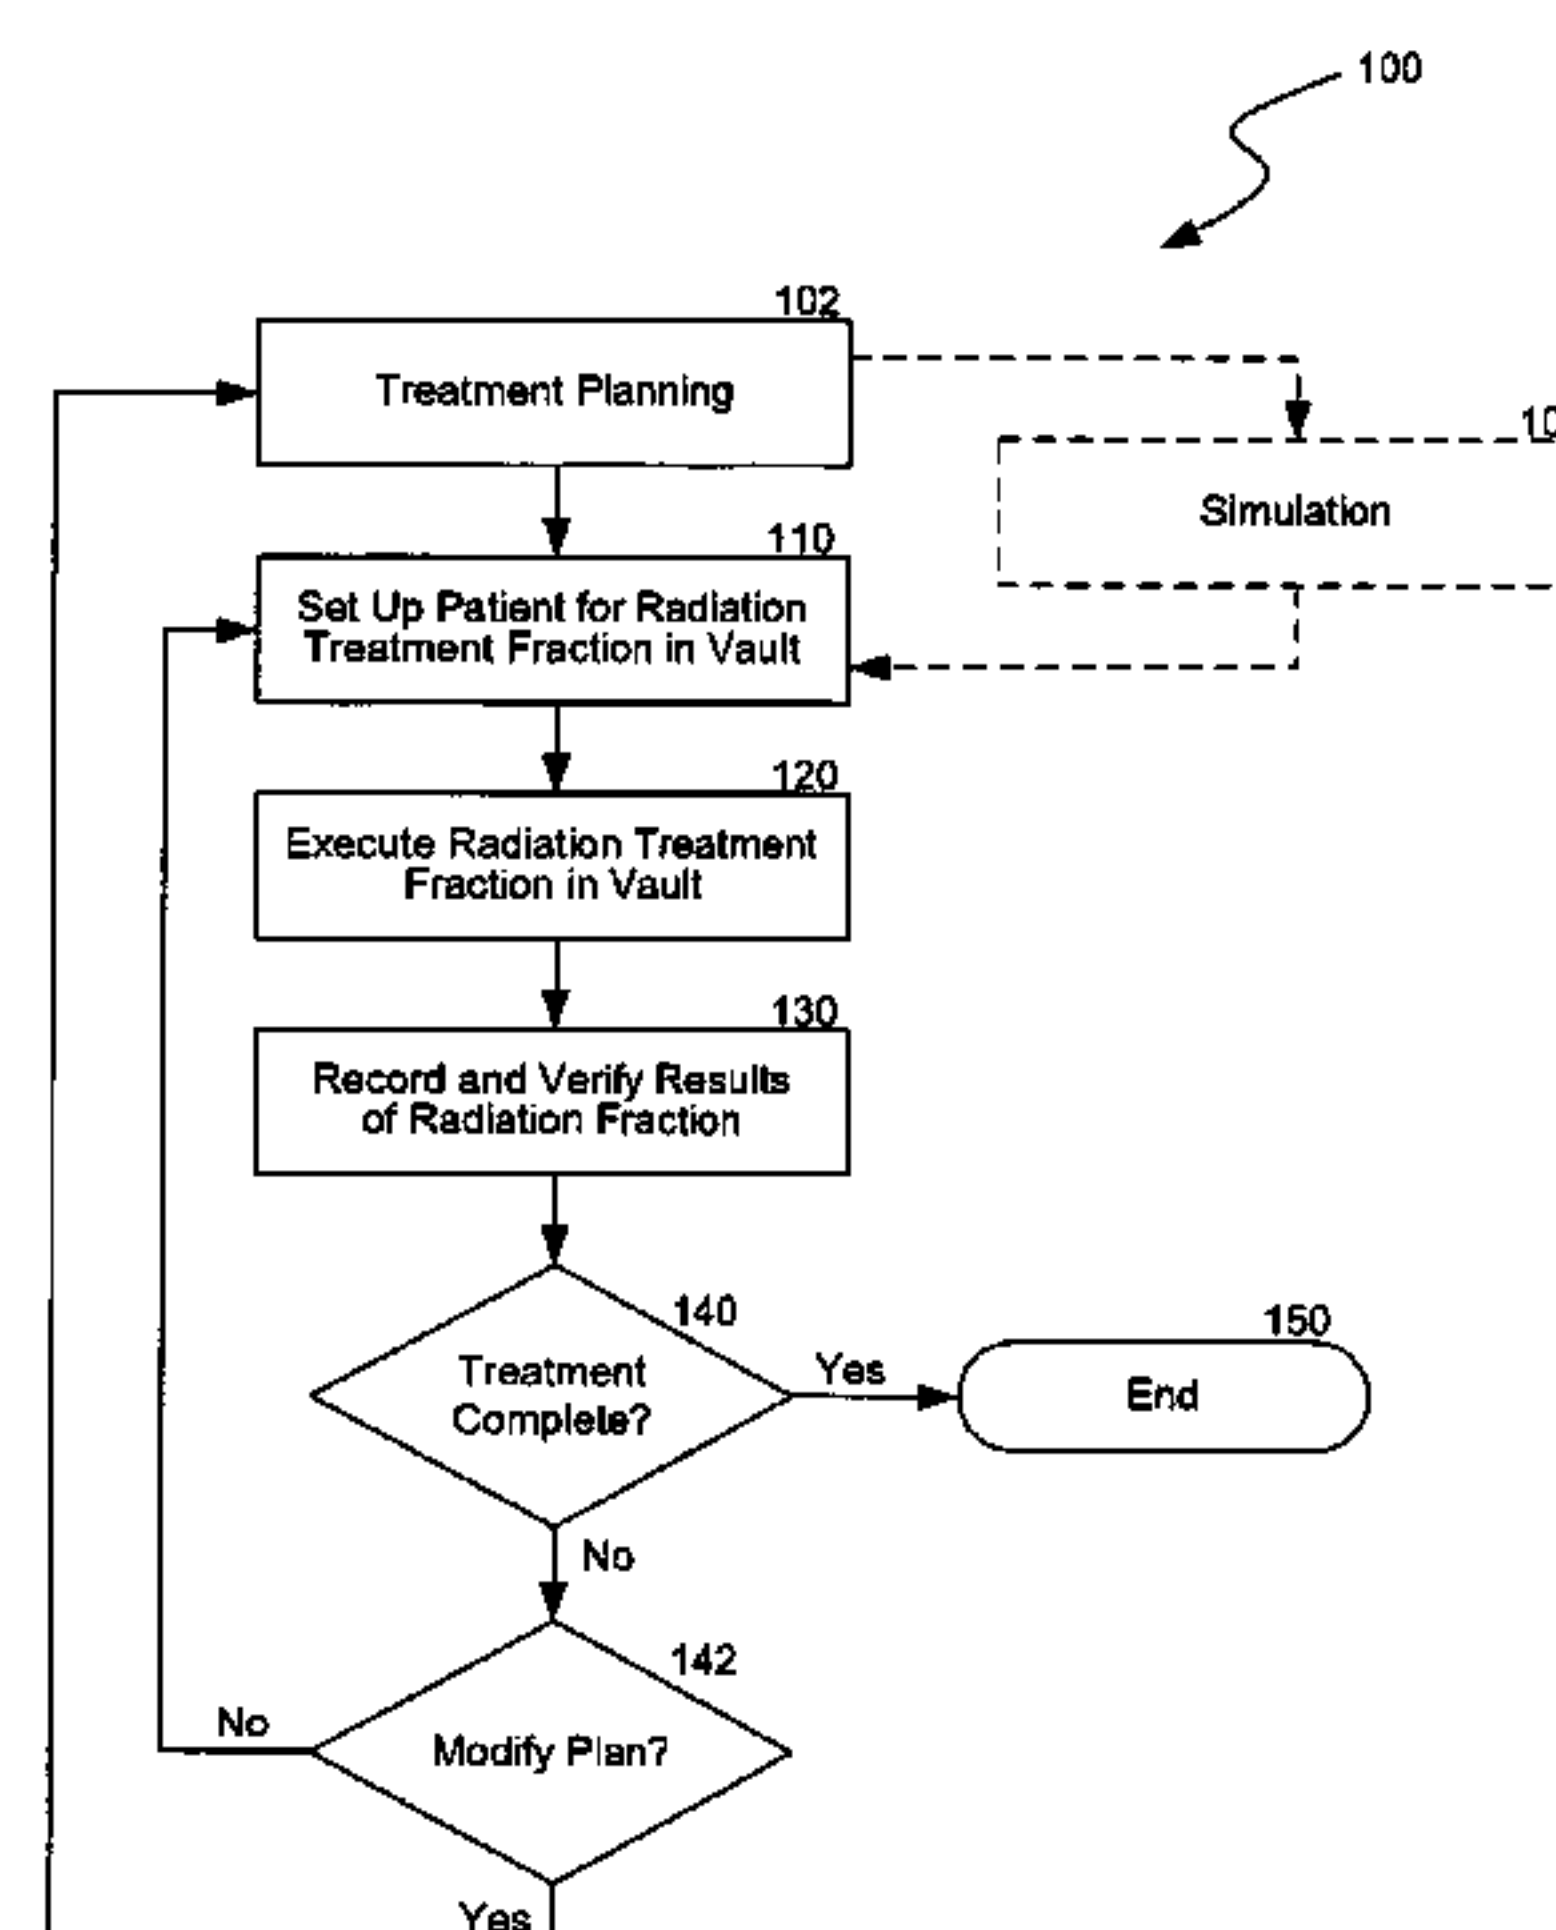 100
102
Treatment Planning
Simulation
110
Set Up Patient for Radiation
Treatment Fraction in Vault
120
Execute Radiation Treatment
Fraction in Vault
130
Record and Verify Results
of Radiation Fraction
140
Treatment
Complete?
Yes
150
End
No
142
Modify Plan?
No
Yes